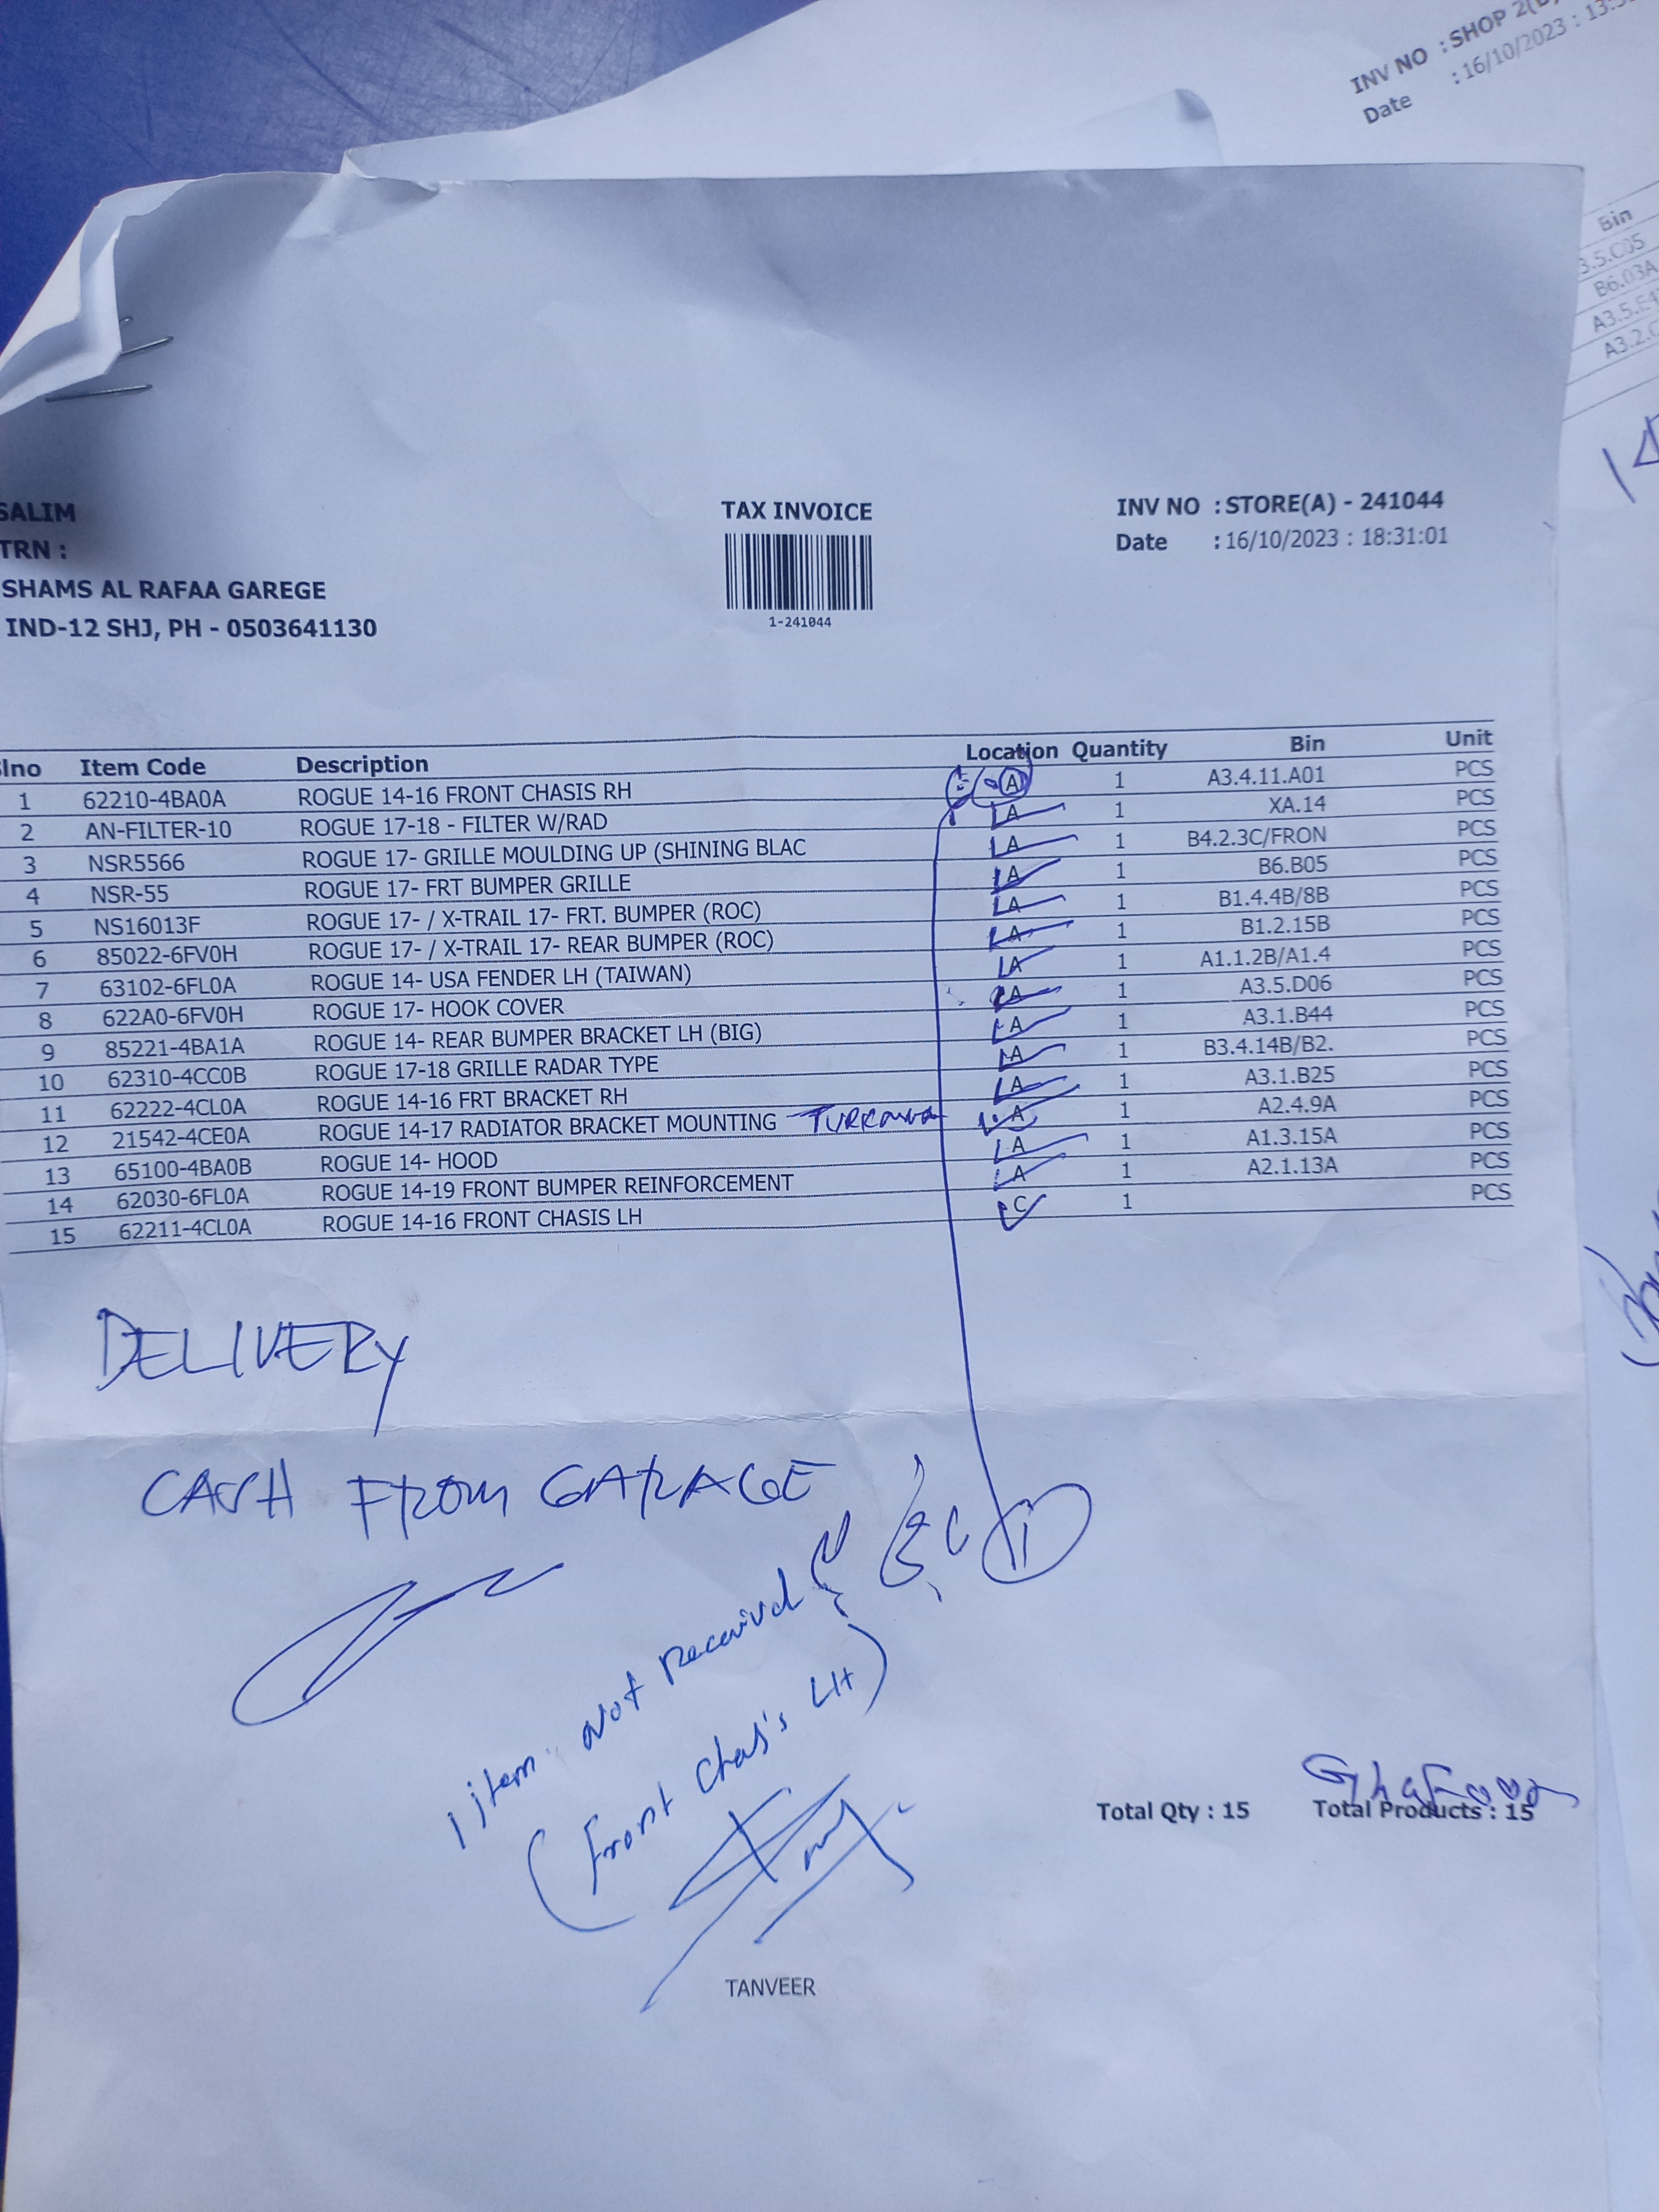 INV NO : SHOP 2(B)
Date : 16/10/2023 : 13:
Bin
3.5.C05
B6.03A
A3.5.E4
A3.2.C
SALIM
TRN :
SHAMS AL RAFAA GAREGE
IND-12 SHJ, PH - 0503641130
TAX INVOICE
1-241044
INV NO : STORE(A) - 241044
Date : 16/10/2023 : 18:31:01
Slno Item Code Description Location Quantity Bin Unit
1 62210-4BA0A ROGUE 14-16 FRONT CHASIS RH A 1 A3.4.11.A01 PCS
2 AN-FILTER-10 ROGUE 17-18 - FILTER W/RAD A 1 XA.14 PCS
3 NSR5566 ROGUE 17- GRILLE MOULDING UP (SHINING BLAC A 1 B4.2.3C/FRON PCS
4 NSR-55 ROGUE 17- FRT BUMPER GRILLE A 1 B6.B05 PCS
5 NS16013F ROGUE 17- / X-TRAIL 17- FRT. BUMPER (ROC) A 1 B1.4.4B/8B PCS
6 85022-6FV0H ROGUE 17- / X-TRAIL 17- REAR BUMPER (ROC) A 1 B1.2.15B PCS
7 63102-6FL0A ROGUE 14- USA FENDER LH (TAIWAN) A 1 A1.1.2B/A1.4 PCS
8 622A0-6FV0H ROGUE 17- HOOK COVER A 1 A3.5.D06 PCS
9 85221-4BA1A ROGUE 14- REAR BUMPER BRACKET LH (BIG) A 1 A3.1.B44 PCS
10 62310-4CC0B ROGUE 17-18 GRILLE RADAR TYPE A 1 B3.4.14B/B2. PCS
11 62222-4CL0A ROGUE 14-16 FRT BRACKET RH A 1 A3.1.B25 PCS
12 21542-4CE0A ROGUE 14-17 RADIATOR BRACKET MOUNTING A 1 A2.4.9A PCS
13 65100-4BA0B ROGUE 14- HOOD A 1 A1.3.15A PCS
14 62030-6FL0A ROGUE 14-19 FRONT BUMPER REINFORCEMENT A 1 A2.1.13A PCS
15 62211-4CL0A ROGUE 14-16 FRONT CHASIS LH C 1 PCS
DELIVERY
CASH FROM GARAGE
1 item Not Received
(Front Chas's LH)
Total Qty : 15 Total Products : 15
TANVEER